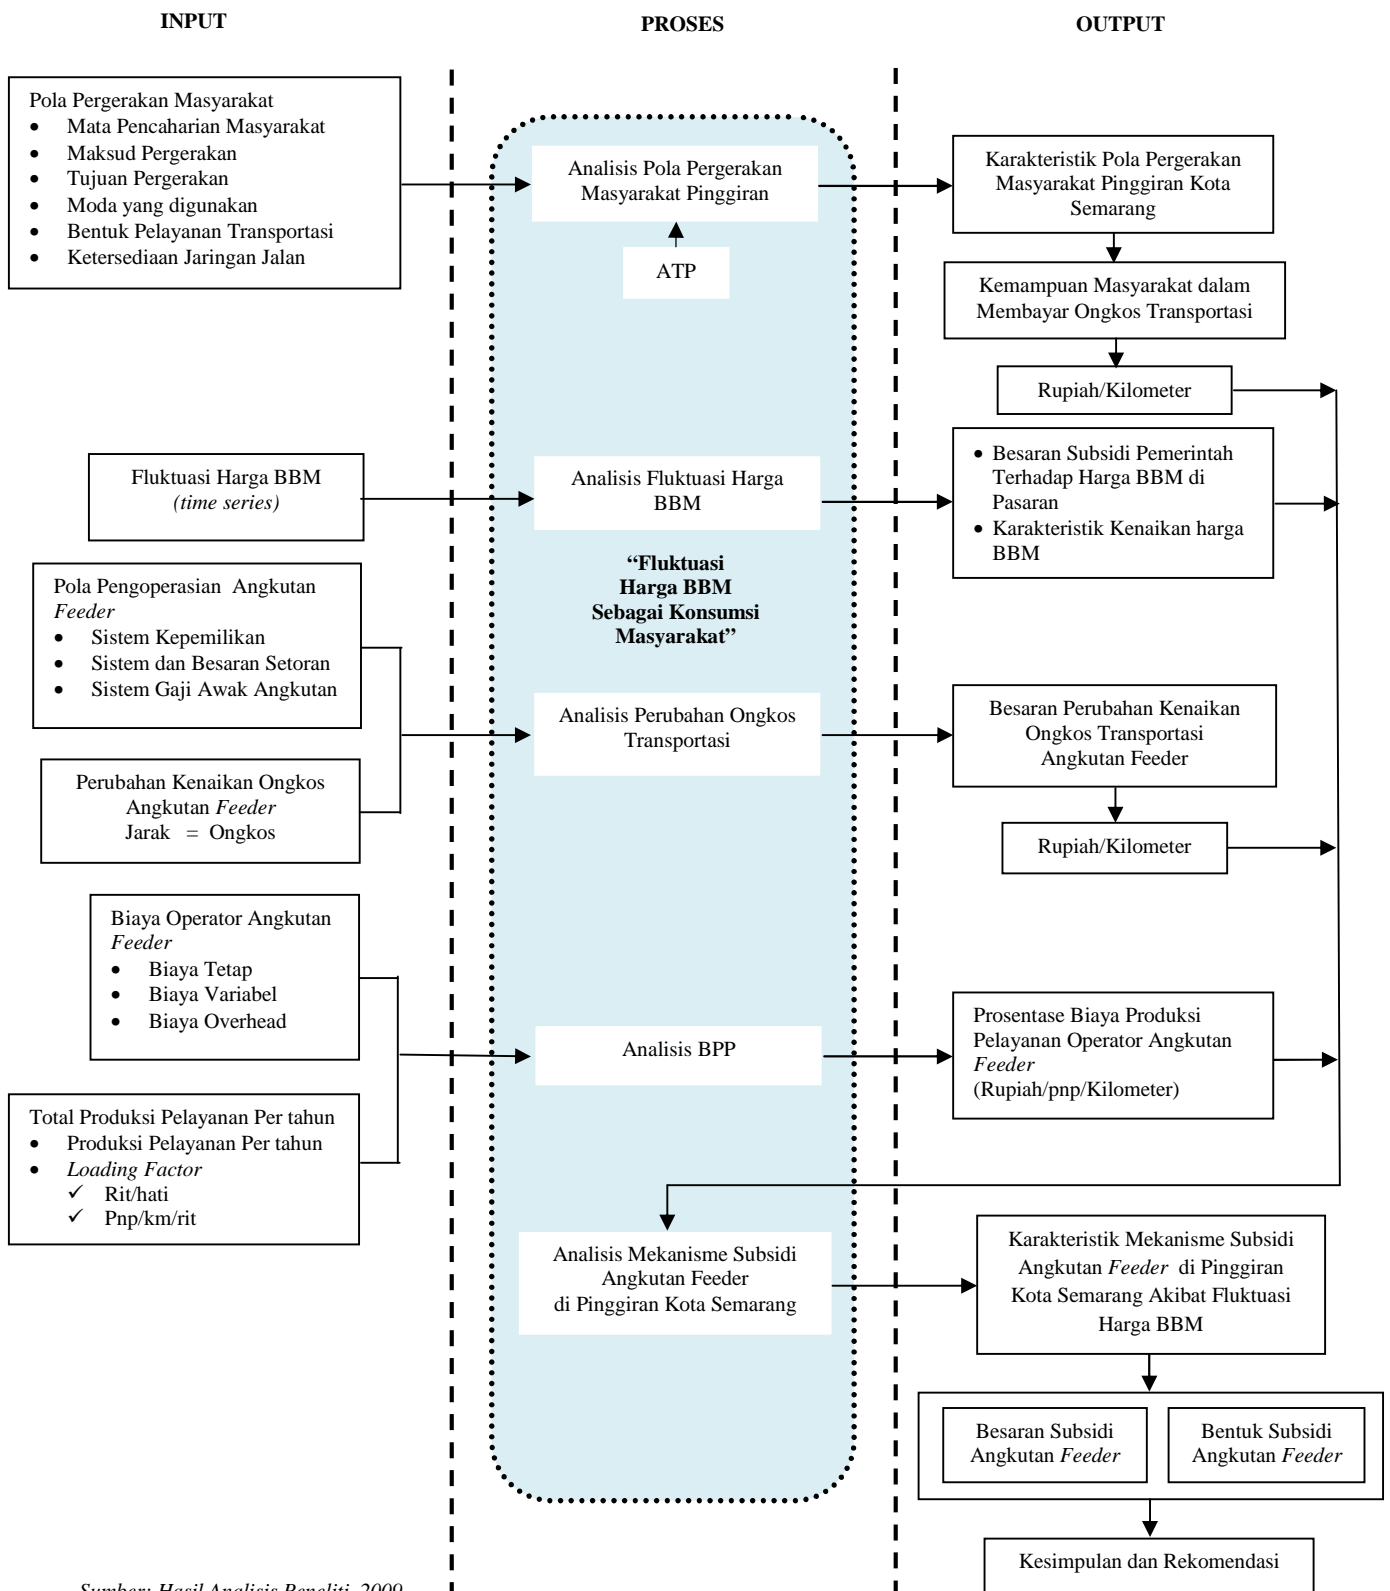 INPUT
PROSES
OUTPUT
Pola Pergerakan Masyarakat
• Mata Pencaharian Masyarakat
• Maksud Pergerakan
• Tujuan Pergerakan
• Moda yang digunakan
• Bentuk Pelayanan Transportasi
• Ketersediaan Jaringan Jalan
Analisis Pola Pergerakan
Masyarakat Pinggiran
ATP
Karakteristik Pola Pergerakan
Masyarakat Pinggiran Kota
Semarang
Kemampuan Masyarakat dalam
Membayar Ongkos Transportasi
Rupiah/Kilometer
Fluktuasi Harga BBM
(time series)
Analisis Fluktuasi Harga
BBM
• Besaran Subsidi Pemerintah
Terhadap Harga BBM di
Pasaran
• Karakteristik Kenaikan harga
BBM
“Fluktuasi
Harga BBM
Sebagai Konsumsi
Masyarakat”
Pola Pengoperasian Angkutan
Feeder
• Sistem Kepemilikan
• Sistem dan Besaran Setoran
• Sistem Gaji Awak Angkutan
Perubahan Kenaikan Ongkos
Angkutan Feeder
Jarak = Ongkos
Analisis Perubahan Ongkos
Transportasi
Besaran Perubahan Kenaikan
Ongkos Transportasi
Angkutan Feeder
Rupiah/Kilometer
Biaya Operator Angkutan
Feeder
• Biaya Tetap
• Biaya Variabel
• Biaya Overhead
Total Produksi Pelayanan Per tahun
• Produksi Pelayanan Per tahun
• Loading Factor
✓ Rit/hati
✓ Pnp/km/rit
Analisis BPP
Prosentase Biaya Produksi
Pelayanan Operator Angkutan
Feeder
(Rupiah/pnp/Kilometer)
Analisis Mekanisme Subsidi
Angkutan Feeder
di Pinggiran Kota Semarang
Karakteristik Mekanisme Subsidi
Angkutan Feeder di Pinggiran
Kota Semarang Akibat Fluktuasi
Harga BBM
Besaran Subsidi
Angkutan Feeder
Bentuk Subsidi
Angkutan Feeder
Kesimpulan dan Rekomendasi
Sumber: Hasil Analisis Peneliti, 2009